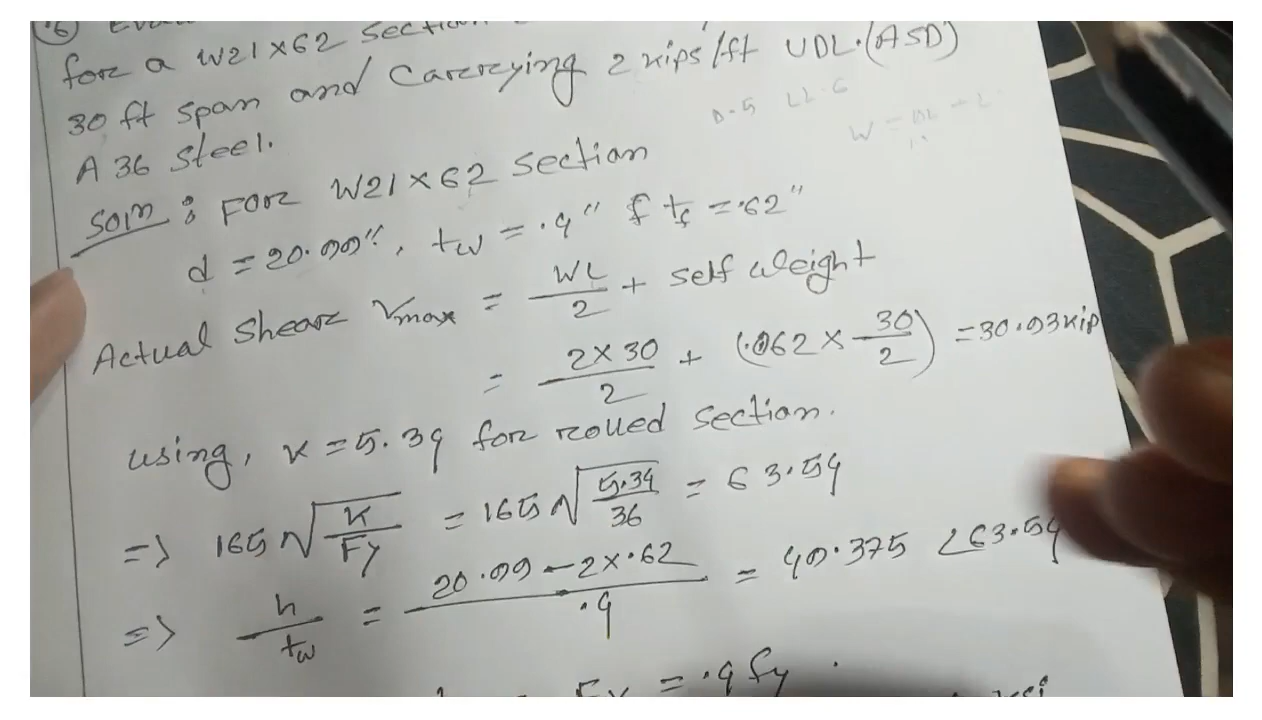 for a W21×62 section
30 ft span and Carrying 2 kips/ft UDL.(ASD)
A 36 steel.
Soln : For W21×62 section
d = 20.99", tw = .4" & tf = .62"
Actual Shear Vmax = WL/2 + self weight
= 2×30/2 + (.062 × 30/2) = 30.93 kip
using, K = 5.34 for rolled section.
=> 165 √K/Fy = 165 √5.34/36 = 63.54
=> h/tw = 20.99 - 2×.62/.4 = 49.375 < 63.54
Fv = .4 fy.